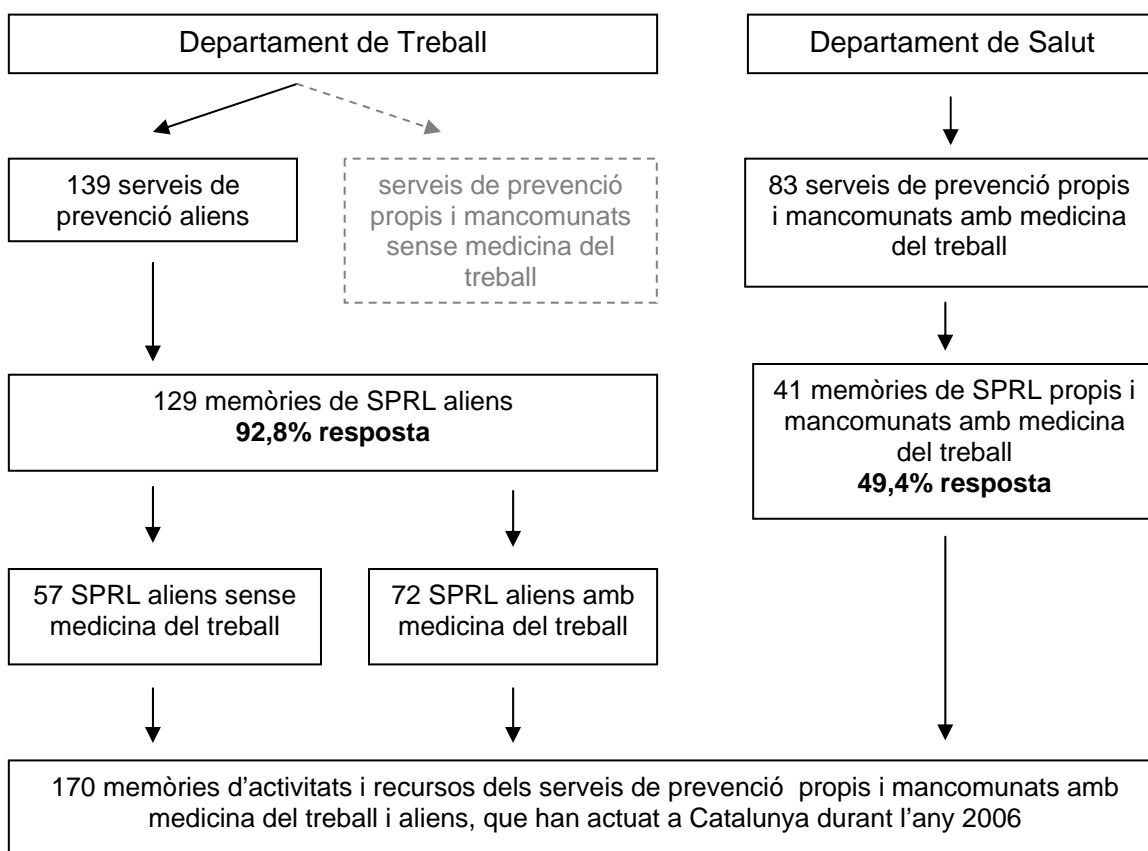 Departament de Treball
Departament de Salut
139 serveis de
prevenció aliens
serveis de prevenció
propis i mancomunats
sense medicina del
treball
83 serveis de prevenció propis
i mancomunats amb medicina
del treball
129 memòries de SPRL aliens
92,8% resposta
41 memòries de SPRL propis i
mancomunats amb medicina
del treball
49,4% resposta
57 SPRL aliens sense
medicina del treball
72 SPRL aliens amb
medicina del treball
170 memòries d’activitats i recursos dels serveis de prevenció propis i mancomunats amb
medicina del treball i aliens, que han actuat a Catalunya durant l’any 2006